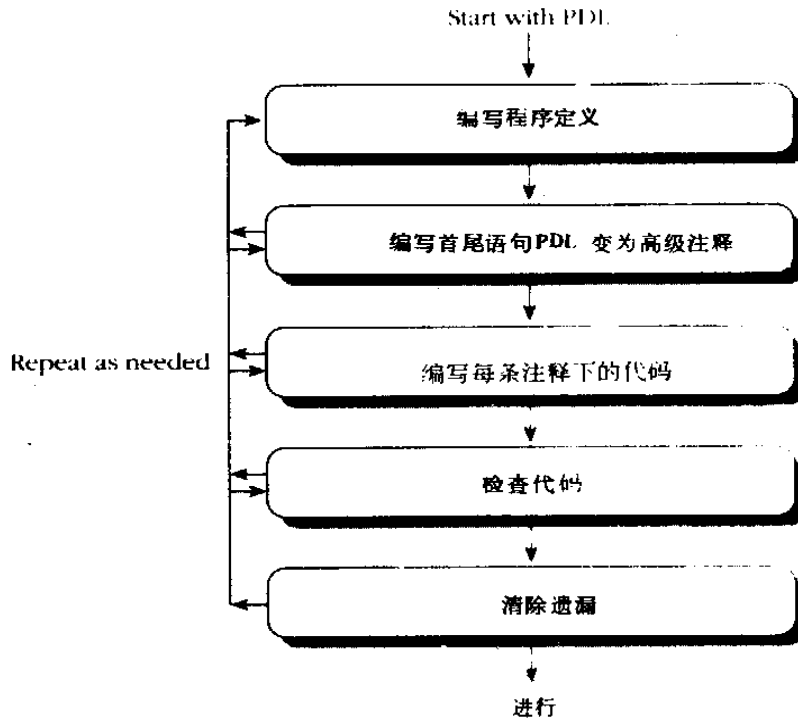 Start with PDL
编写程序定义
编写首尾语句PDL 变为高级注释
Repeat as needed
编写每条注释下的代码
检查代码
清除遗漏
进行